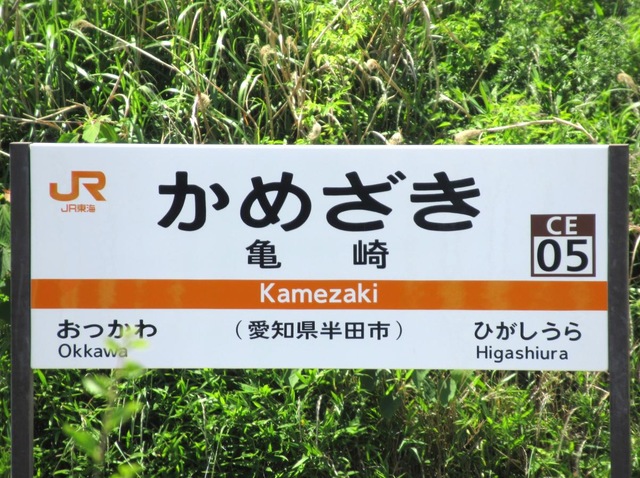 JR
JR東海
かめざき
亀崎
CE
05
Kamezaki
おっかわ
Okkawa
(愛知県半田市)
ひがしうら
Higashiura